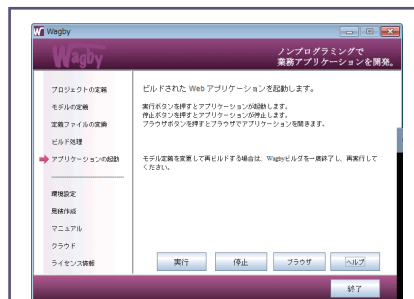 Wagby
Wagby
ノンプログラミングで
業務アプリケーションを開発。
プロジェクトの定義
モデルの定義
定義ファイルの変換
ビルド処理
アプリケーションの起動
環境設定
見積作成
マニュアル
クラウド
ライセンス情報
ビルドされた Web アプリケーションを起動します。
実行ボタンを押すとアプリケーションが起動します。
停止ボタンを押すとアプリケーションが停止します。
ブラウザボタンを押すとブラウザでアプリケーションを開きます。
モデル定義を変更して再ビルドする場合は、Wagbyビルダを一度終了し、再実行して
ください。
実行
停止
ブラウザ
ヘルプ
終了